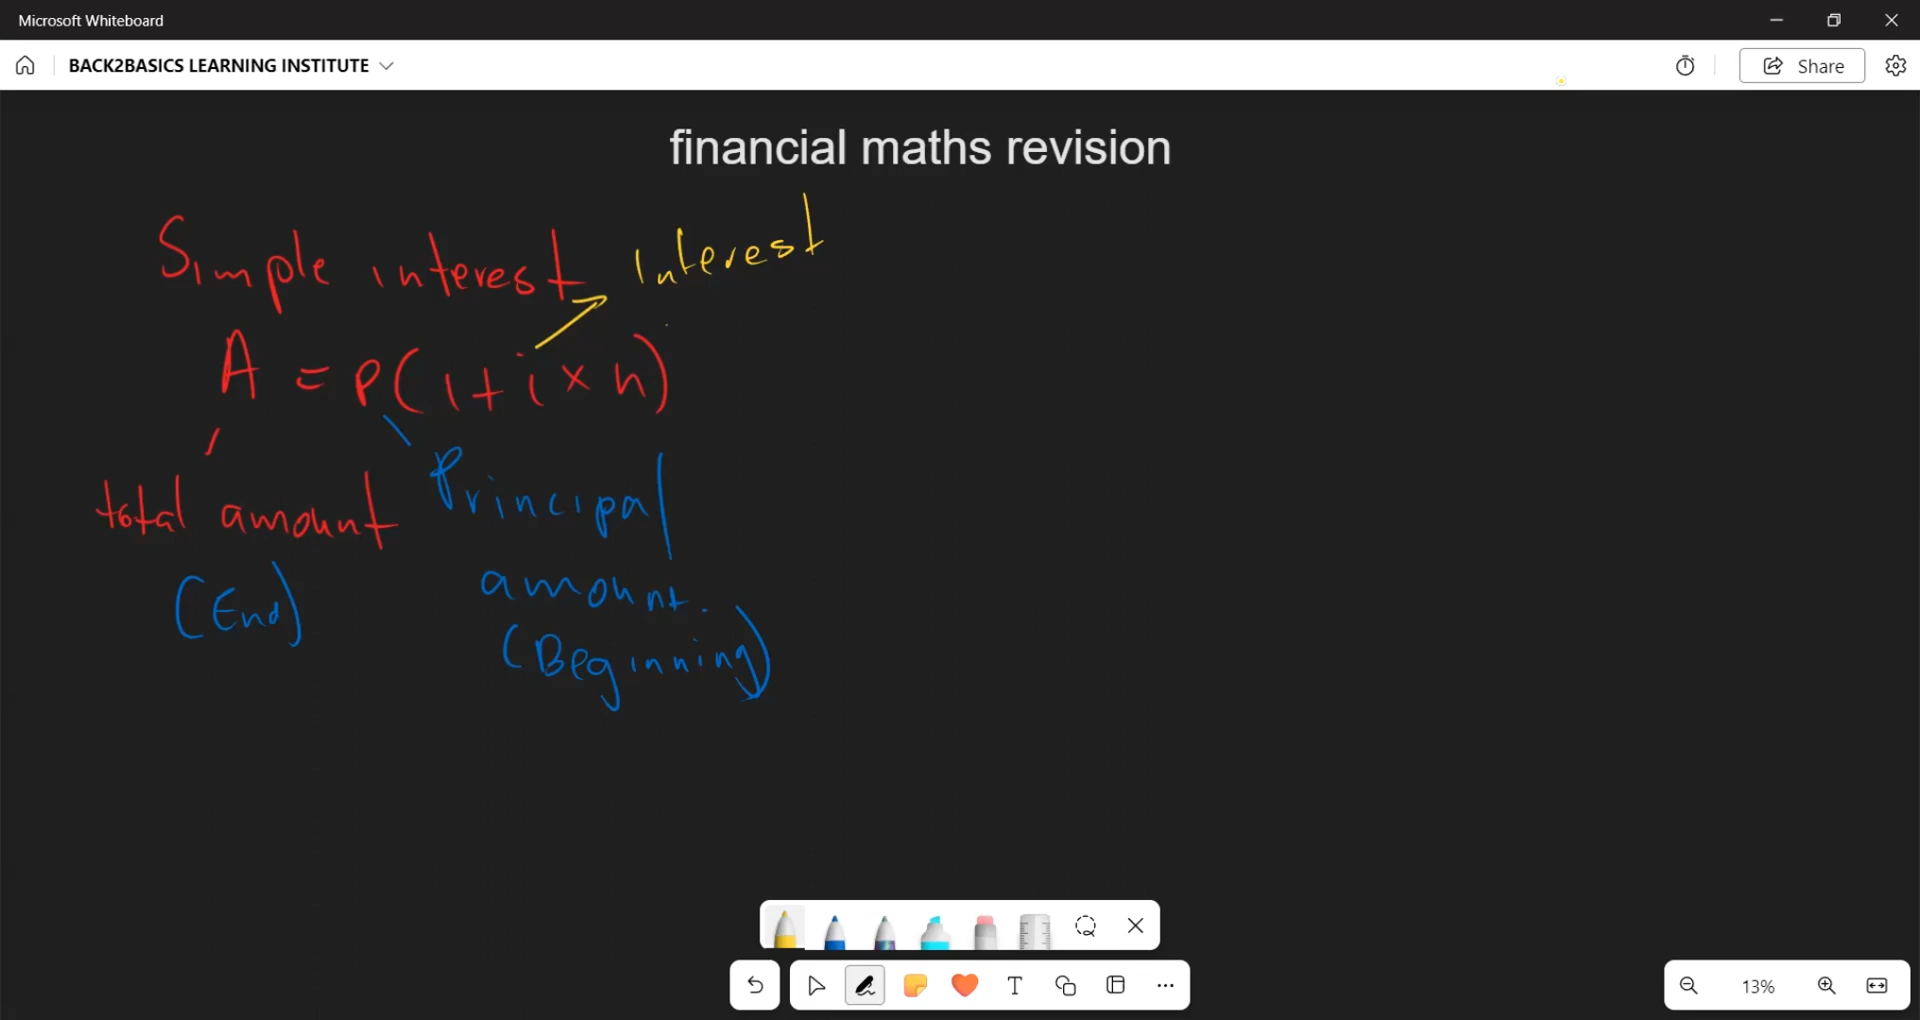 Microsoft Whiteboard
BACK2BASICS LEARNING INSTITUTE
Share
financial maths revision
Simple interest
Interest
A = P(1+i×n)
total amount
(End)
Principal
amount.
(Beginning)
13%